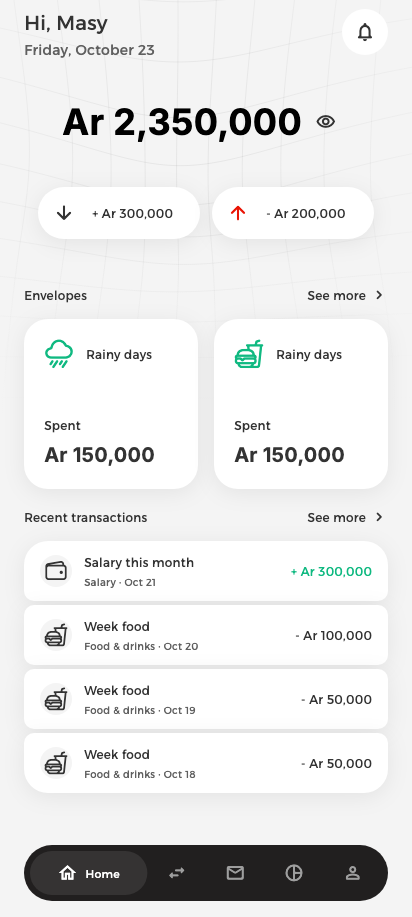 Hi, Masy
Friday, October 23
Ar 2,350,000
+ Ar 300,000
- Ar 200,000
Envelopes
See more
Rainy days
Spent
Ar 150,000
Rainy days
Spent
Ar 150,000
Recent transactions
See more
Salary this month
Salary · Oct 21
+ Ar 300,000
Week food
Food & drinks · Oct 20
- Ar 100,000
Week food
Food & drinks · Oct 19
- Ar 50,000
Week food
Food & drinks · Oct 18
- Ar 50,000
Home